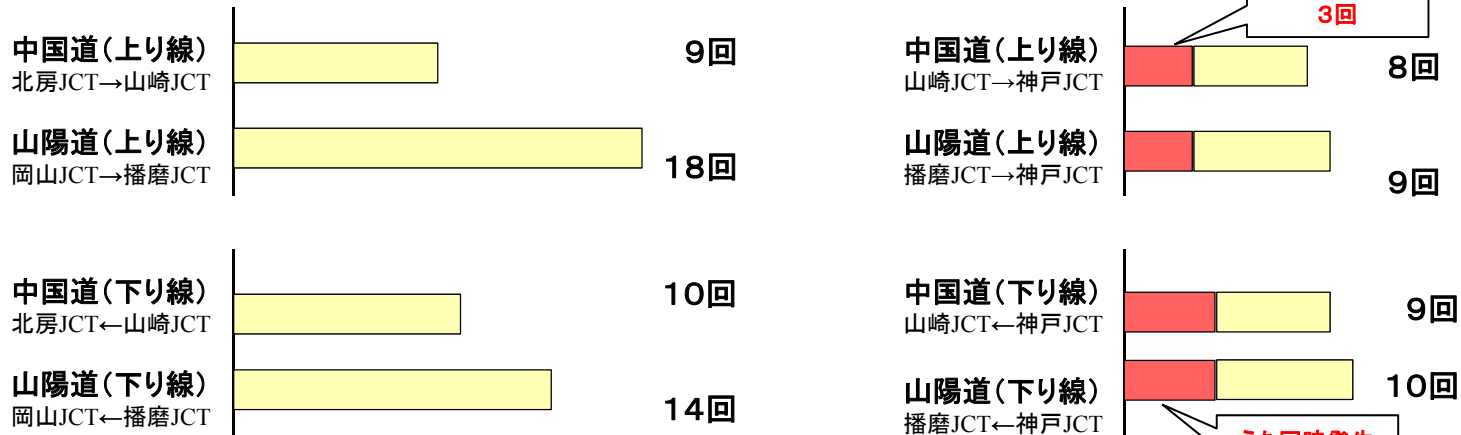 中国道(上り線)
北房JCT→山崎JCT
9回
山陽道(上り線)
岡山JCT→播磨JCT
18回
中国道(下り線)
北房JCT←山崎JCT
10回
山陽道(下り線)
岡山JCT←播磨JCT
14回
3回
中国道(上り線)
山崎JCT→神戸JCT
8回
山陽道(上り線)
播磨JCT→神戸JCT
9回
中国道(下り線)
山崎JCT←神戸JCT
9回
山陽道(下り線)
播磨JCT←神戸JCT
10回
うち同時発生